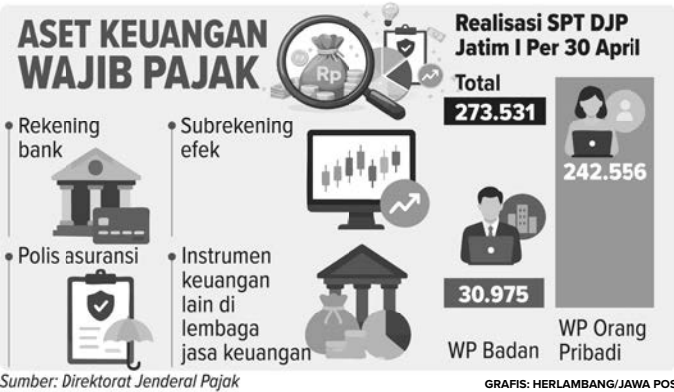 ASET KEUANGAN
WAJIB PAJAK
Rp
• Rekening
bank
• Subrekening
efek
• Polis asuransi
• Instrumen
keuangan
lain di
lembaga
jasa keuangan
Realisasi SPT DJP
Jatim I Per 30 April
Total
273.531
242.556
30.975
WP Badan
WP Orang
Pribadi
Sumber: Direktorat Jenderal Pajak
GRAFIS: HERLAMBANG/JAWA POS